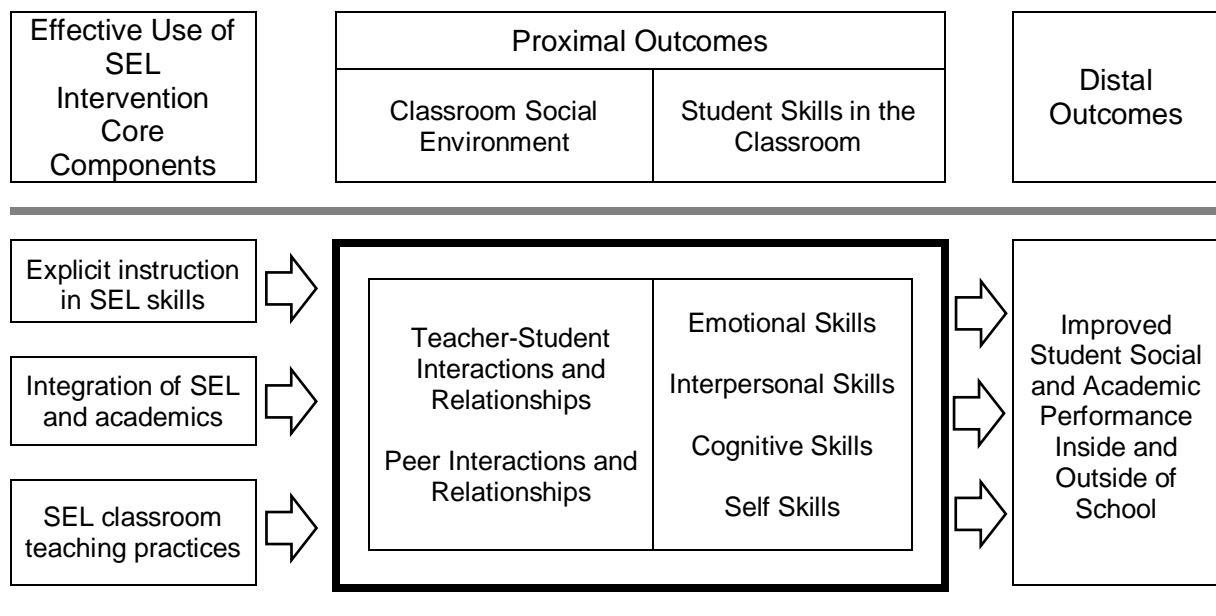 Effective Use of
SEL
Intervention
Core
Components
Proximal Outcomes
Classroom Social
Environment
Student Skills in the
Classroom
Distal
Outcomes
Explicit instruction
in SEL skills
Integration of SEL
and academics
SEL classroom
teaching practices
Teacher-Student
Interactions and
Relationships
Peer Interactions and
Relationships
Emotional Skills
Interpersonal Skills
Cognitive Skills
Self Skills
Improved
Student Social
and Academic
Performance
Inside and
Outside of
School